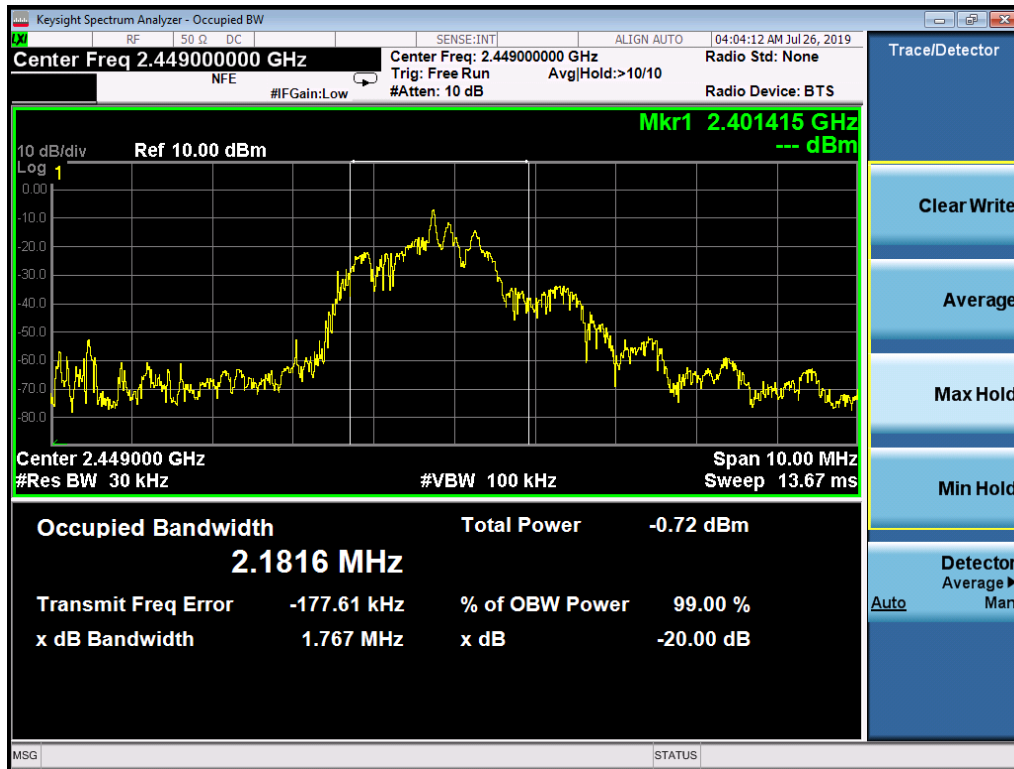 Keysight Spectrum Analyzer - Occupied BW
LXI RF 50 Ω DC SENSE:INT ALIGN AUTO 04:04:12 AM Jul 26, 2019
Center Freq 2.449000000 GHz
NFE
#IFGain:Low
Center Freq: 2.449000000 GHz
Trig: Free Run Avg|Hold:>10/10
#Atten: 10 dB
Radio Std: None
Radio Device: BTS
Mkr1 2.401415 GHz
--- dBm
10 dB/div Ref 10.00 dBm
Log
1
0.00
-10.0
-20.0
-30.0
-40.0
-50.0
-60.0
-70.0
-80.0
Center 2.449000 GHz Span 10.00 MHz
#Res BW 30 kHz #VBW 100 kHz Sweep 13.67 ms
Occupied Bandwidth Total Power -0.72 dBm
2.1816 MHz
Transmit Freq Error -177.61 kHz % of OBW Power 99.00 %
x dB Bandwidth 1.767 MHz x dB -20.00 dB
MSG STATUS
Trace/Detector
Clear Write
Average
Max Hold
Min Hold
Detector
Average
Auto Man